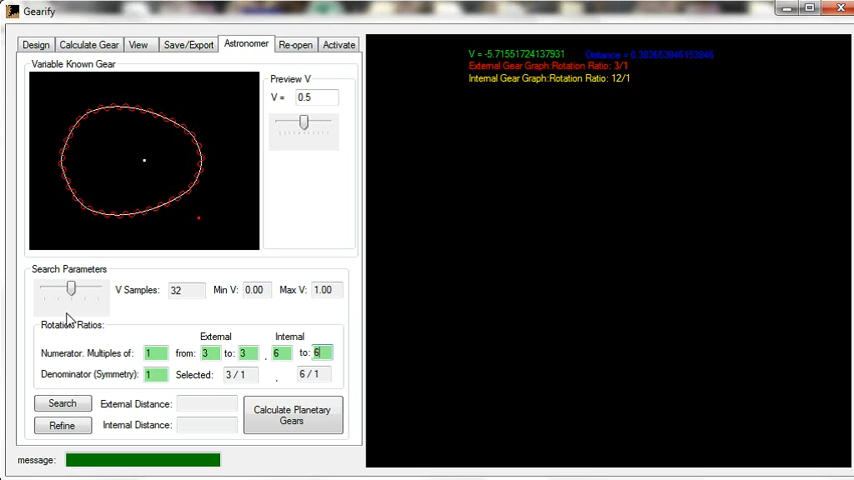 Gearify
Design Calculate Gear View Save/Export Astronomer Re-open Activate
Variable Known Gear
Preview V
V = 0.5
Search Parameters
V Samples: 32 Min V: 0.00 Max V: 1.00
Rotation Ratios:
External Internal
Numerator. Multiples of: 1 from: 3 to: 3 , 6 to: 6
Denominator (Symmetry): 1 Selected: 3 / 1 , 6 / 1
Search External Distance:
Refine Internal Distance:
Calculate Planetary
Gears
message:
V = -5.71551724137931 Distance = 0.382653846153846
External Gear Graph:Rotation Ratio: 3/1
Internal Gear Graph:Rotation Ratio: 12/1